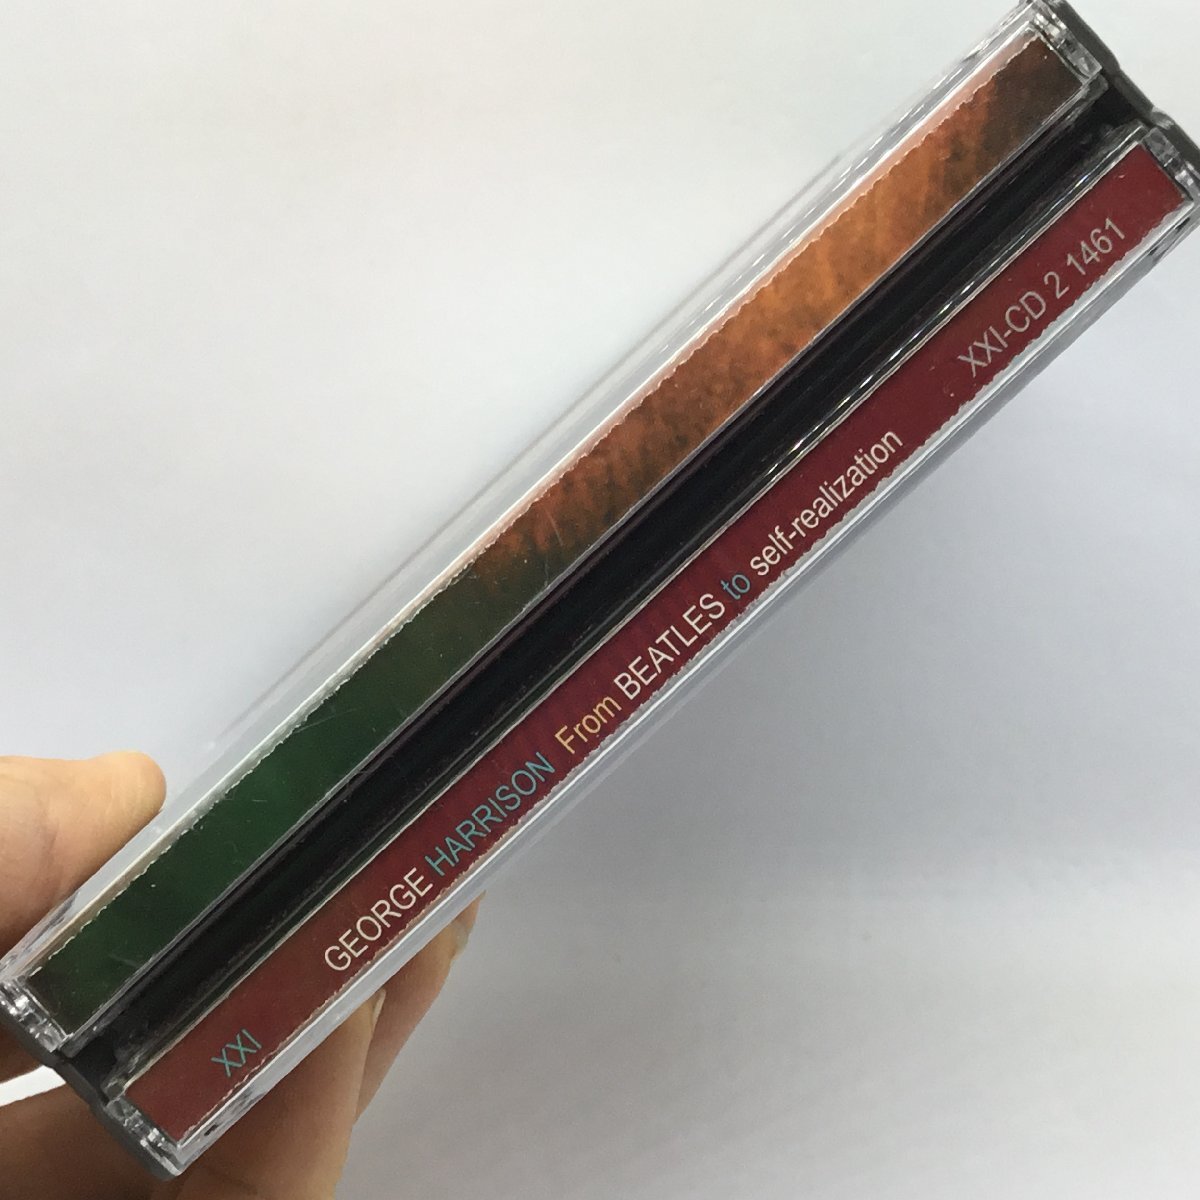 XXI GEORGE HARRISON From BEATLES to self-realization XXI-CD 2 1461